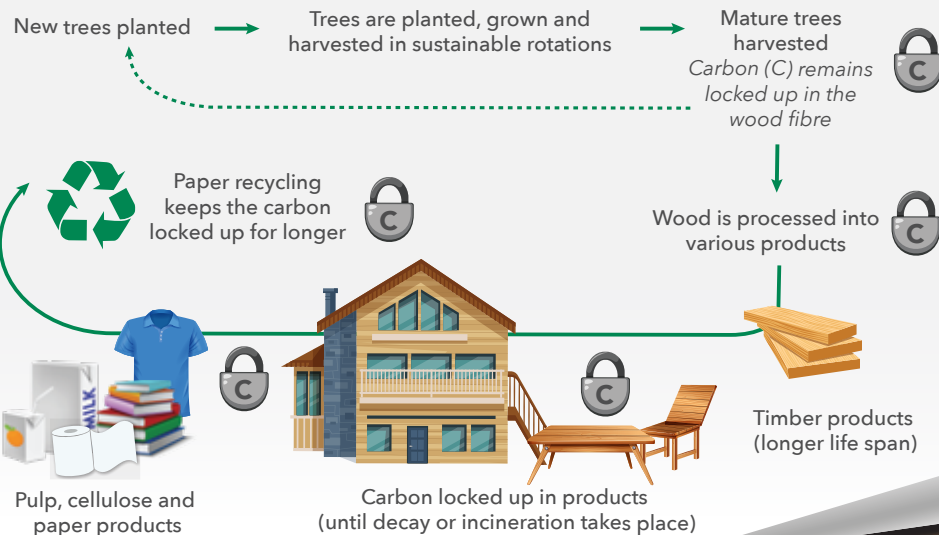 New trees planted
Trees are planted, grown and
harvested in sustainable rotations
Mature trees
harvested
Carbon (C) remains
locked up in the
wood fibre
C
Paper recycling
keeps the carbon
locked up for longer
C
Wood is processed into
various products
C
C
C
MILK
Timber products
(longer life span)
Pulp, cellulose and
paper products
Carbon locked up in products
(until decay or incineration takes place)